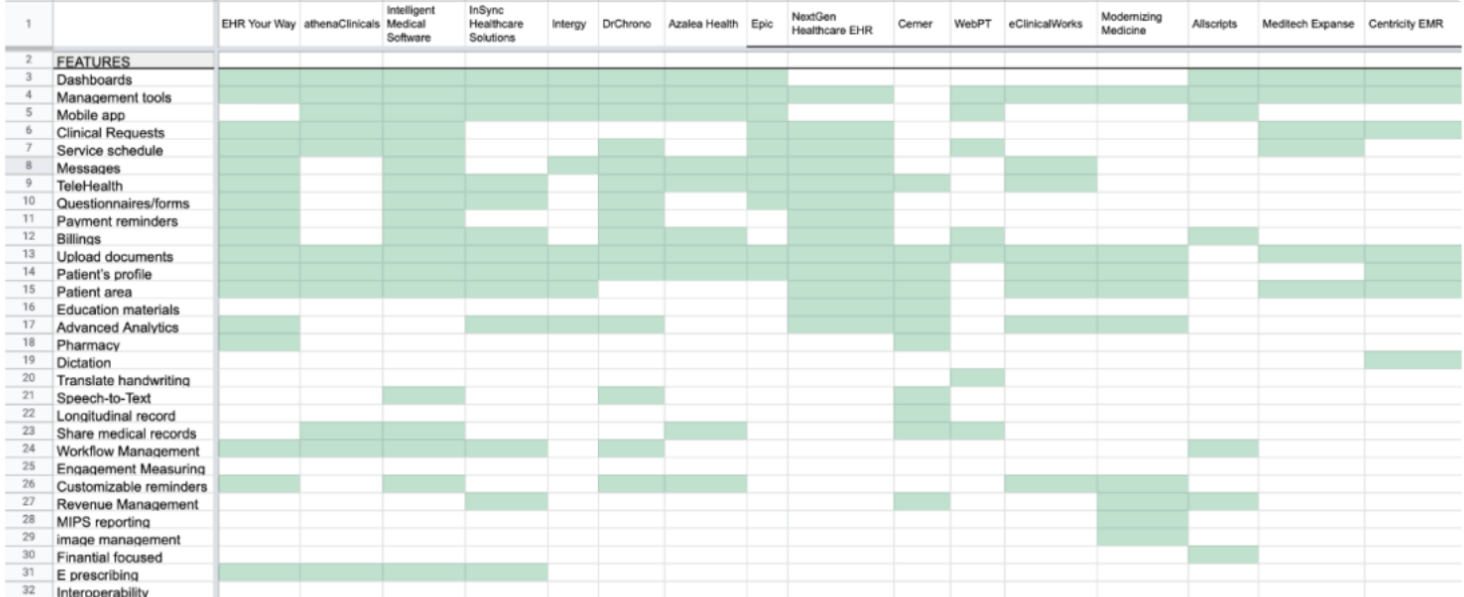 1 EHR Your Way athenaClinicals Intelligent Medical Software InSync Healthcare Solutions Intergy DrChrono Azalea Health Epic NextGen Healthcare EHR Cerner WebPT eClinicalWorks Modernizing Medicine Allscripts Meditech Expanse Centricity EMR
2 FEATURES
3 Dashboards
4 Management tools
5 Mobile app
6 Clinical Requests
7 Service schedule
8 Messages
9 TeleHealth
10 Questionnaires/forms
11 Payment reminders
12 Billings
13 Upload documents
14 Patient's profile
15 Patient area
16 Education materials
17 Advanced Analytics
18 Pharmacy
19 Dictation
20 Translate handwriting
21 Speech-to-Text
22 Longitudinal record
23 Share medical records
24 Workflow Management
25 Engagement Measuring
26 Customizable reminders
27 Revenue Management
28 MIPS reporting
29 image management
30 Finantial focused
31 E prescribing
32 Interoperability